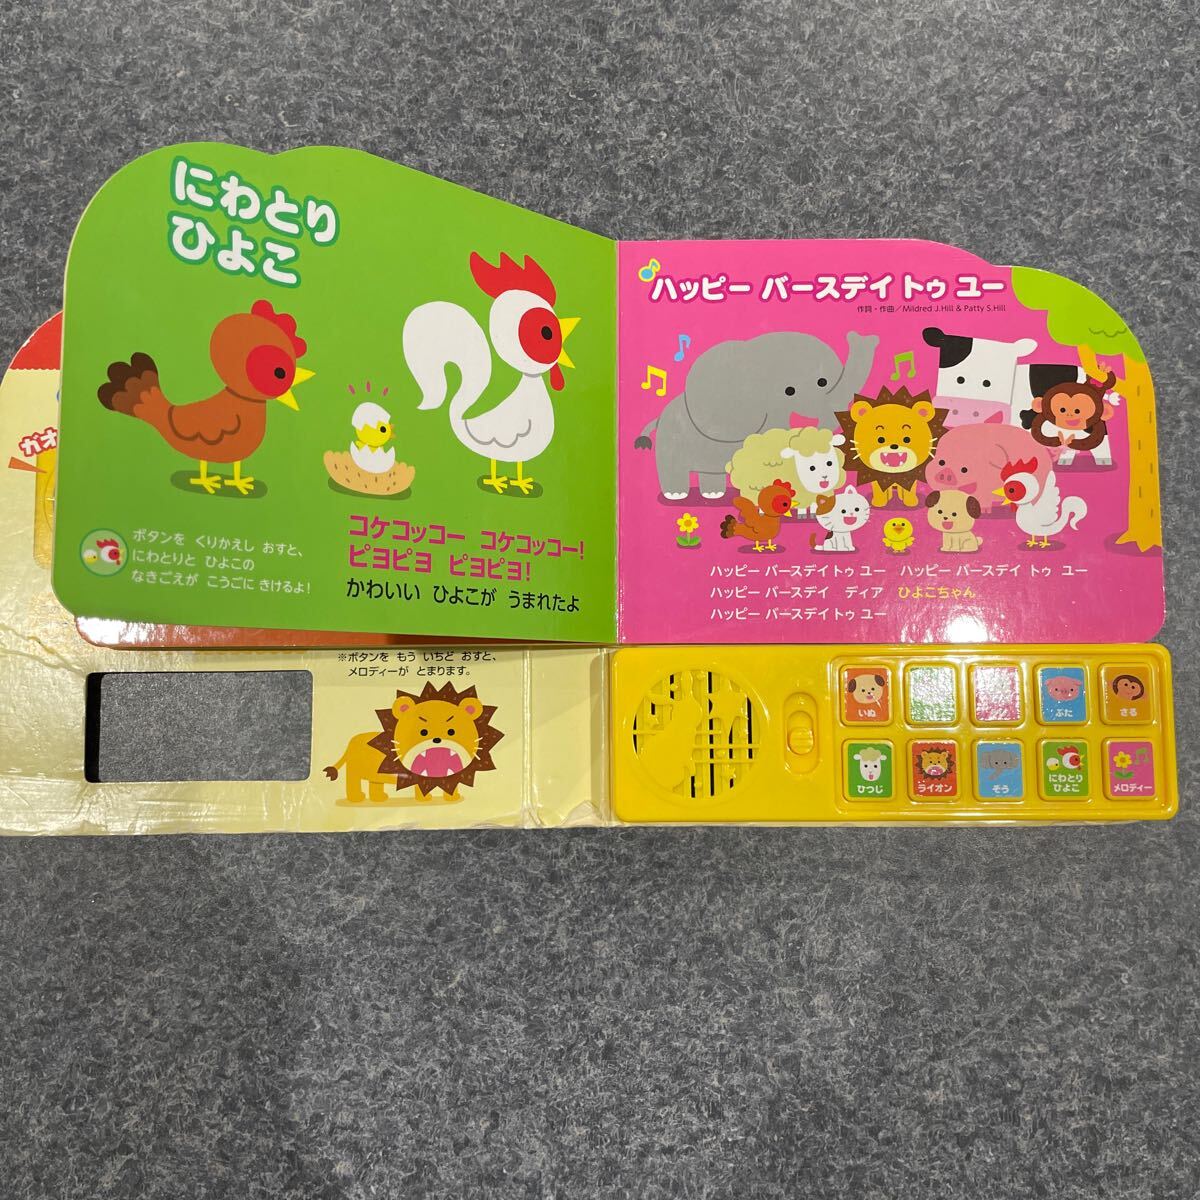 にわとり
ひよこ
ボタンを くりかえし おすと、
にわとりと ひよこの
なきごえが こうごに きけるよ!
コケコッコー コケコッコー!
ピヨピヨ ピヨピヨ!
かわいい ひよこが うまれたよ
ハッピー バースデイ トゥ ユー
作詞・作曲/Mildred J.Hill & Patty S.Hill
ハッピー バースデイ トゥ ユー ハッピー バースデイ トゥ ユー
ハッピー バースデイ ディア ひよこちゃん
ハッピー バースデイ トゥ ユー
ガオ
※ボタンを もう いちど おすと、
メロディーが とまります。
いぬ
ぶた
さる
ひつじ
ライオン
ぞう
にわとり
ひよこ
メロディー